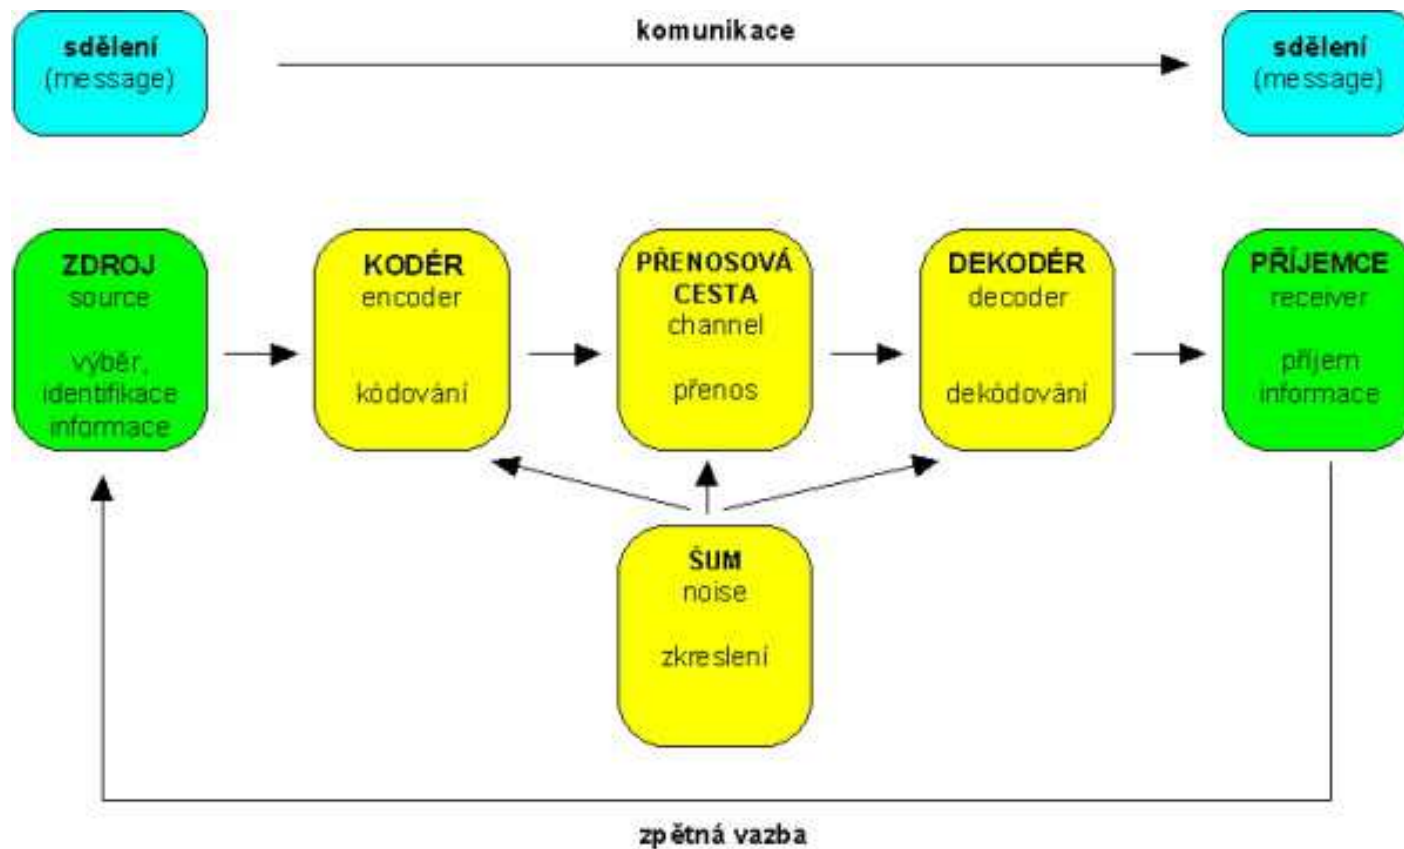 sdělení
(message)
komunikace
sdělení
(message)
ZDROJ
source
výběr,
identifikace
informace
KODÉR
encoder
kódování
PŘENOSOVÁ
CESTA
channel
přenos
DEKODÉR
decoder
dekódování
PŘÍJEMCE
receiver
příjem
informace
ŠUM
noise
zkreslení
zpětná vazba